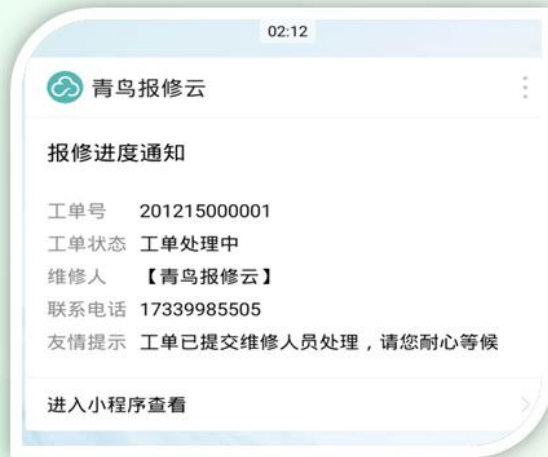 02:12
青鸟报修云
报修进度通知
工单号 201215000001
工单状态 工单处理中
维修人 【青鸟报修云】
联系电话 17339985505
友情提示 工单已提交维修人员处理，请您耐心等候
进入小程序查看